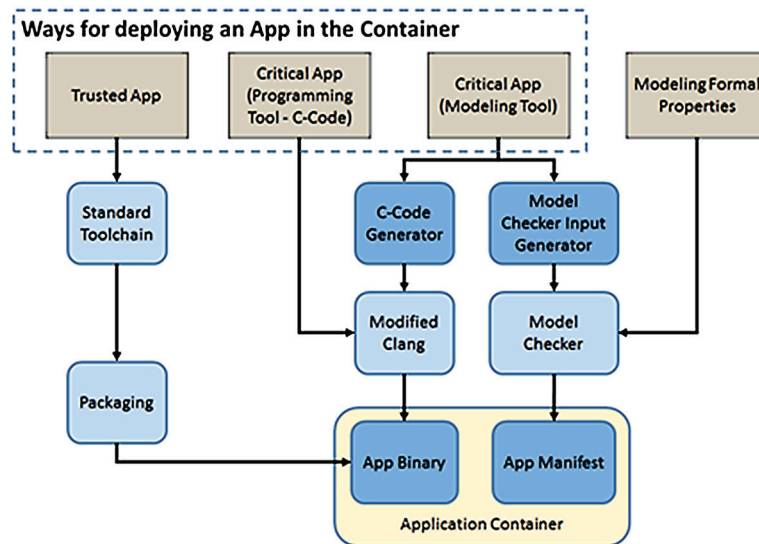 Ways for deploying an App in the Container
Trusted App
Critical App
(Programming
Tool - C-Code)
Critical App
(Modeling Tool)
Modeling Formal
Properties
Standard
Toolchain
C-Code
Generator
Model
Checker Input
Generator
Modified
Clang
Model
Checker
Packaging
App Binary
App Manifest
Application Container